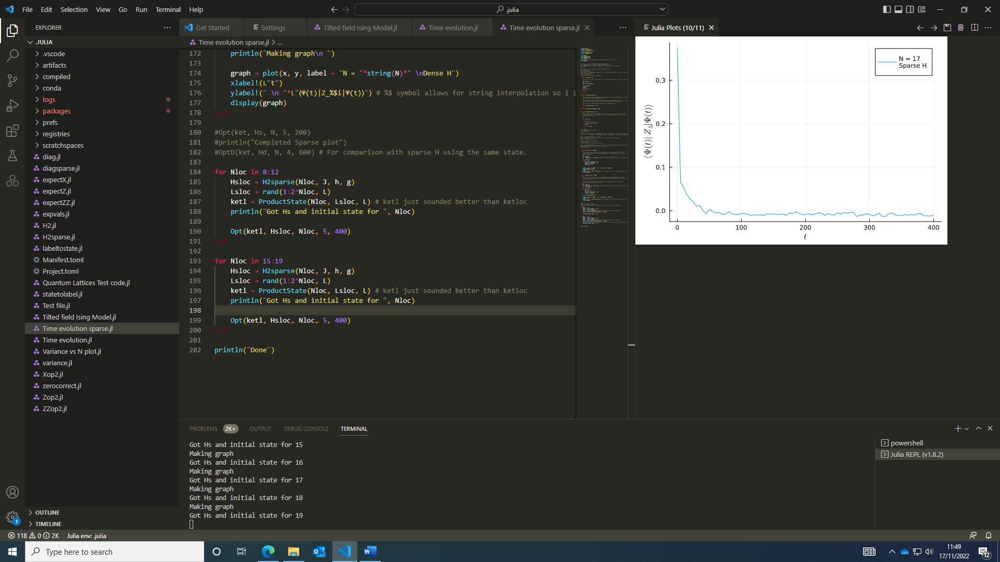 File Edit Selection View Go Run Terminal Help
.julia
EXPLORER
Get Started
Settings
Tilted field Ising Model.jl
Time evolution.jl
Time evolution sparse.jl
Julia Plots (10/11)
.JULIA
.vscode
artifacts
compiled
conda
logs
packages
prefs
registries
scratchspaces
diag.jl
diagsparse.jl
expectX.jl
expectZ.jl
expectZZ.jl
expvals.jl
H2.jl
H2sparse.jl
labeltostate.jl
Manifest.toml
Project.toml
Quantum Lattices Test code.jl
statetolabel.jl
Test file.jl
Tilted field Ising Model.jl
Time evolution sparse.jl
Time evolution.jl
Variance vs N plot.jl
variance.jl
Xop2.jl
zerocorrect.jl
Zop2.jl
ZZop2.jl
OUTLINE
TIMELINE
Time evolution sparse.jl > ...
172 println("Making graph\n ")
173
174 graph = plot(x, y, label = "N = "*string(N)*" \nDense H")
175 xlabel!(L"t")
176 ylabel!(" \n "*L"⟨Ψ(t)|Z_%$i|Ψ(t)⟩") # %$ symbol allows for string interpolation so i i
177 display(graph)
178 end
179
180 #Opt(ket, Hs, N, 5, 200)
181 #println("Completed Sparse plot")
182 #OptD(ket, Hd, N, 4, 600) # For comparison with sparse H using the same state.
183
184 for Nloc in 8:12
185 Hsloc = H2sparse(Nloc, J, h, g)
186 Lsloc = rand(1:2^Nloc, L)
187 ketl = ProductState(Nloc, Lsloc, L) # ketl just sounded better than ketloc
188 println("Got Hs and initial state for ", Nloc)
189
190 Opt(ketl, Hsloc, Nloc, 5, 400)
191 end
192
193 for Nloc in 15:19
194 Hsloc = H2sparse(Nloc, J, h, g)
195 Lsloc = rand(1:2^Nloc, L)
196 ketl = ProductState(Nloc, Lsloc, L) # ketl just sounded better than ketloc
197 println("Got Hs and initial state for ", Nloc)
198
199 Opt(ketl, Hsloc, Nloc, 5, 400)
200 end
201
202 println("Done")
N = 17
Sparse H
0.3
0.2
0.1
0.0
⟨Ψ(t)| Z₅|Ψ(t)⟩
0 100 200 300 400
t
PROBLEMS 2K+ OUTPUT DEBUG CONSOLE TERMINAL
Got Hs and initial state for 15
Making graph
Got Hs and initial state for 16
Making graph
Got Hs and initial state for 17
Making graph
Got Hs and initial state for 18
Making graph
Got Hs and initial state for 19
powershell
Julia REPL (v1.8.2)
1
118 0 2K Julia env: .julia
Type here to search
11:49
17/11/2022
12